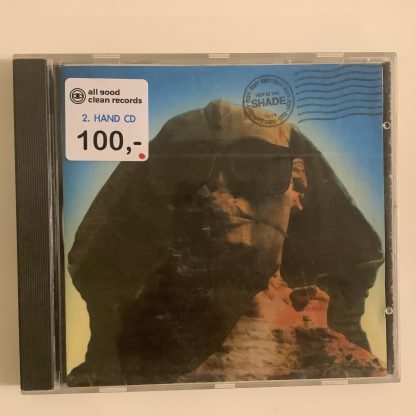 all good
clean records
2. HAND CD
100,-
HOT IN THE
SHADE